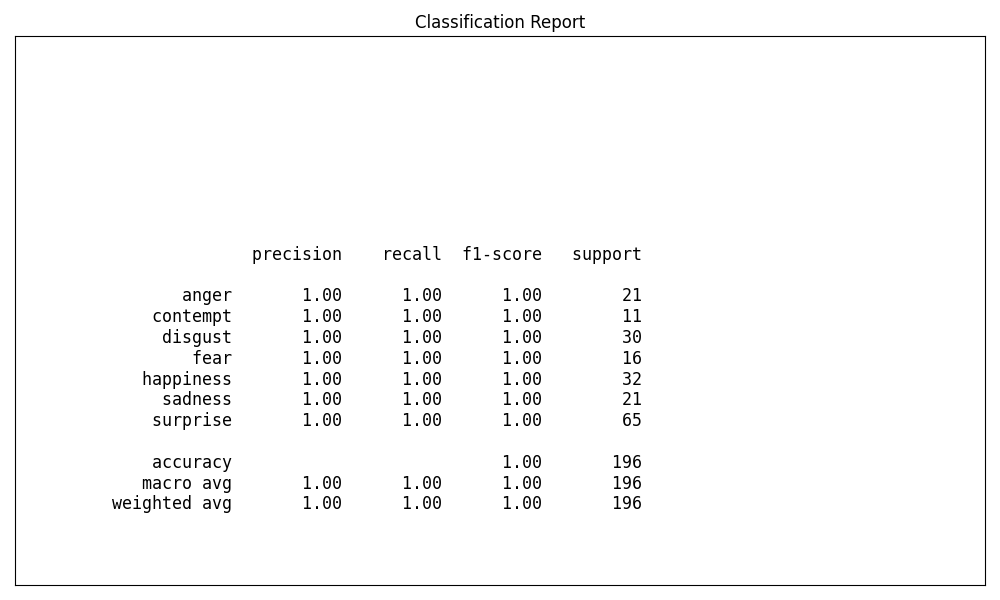 Classification Report
precision recall f1-score support
anger 1.00 1.00 1.00 21
contempt 1.00 1.00 1.00 11
disgust 1.00 1.00 1.00 30
fear 1.00 1.00 1.00 16
happiness 1.00 1.00 1.00 32
sadness 1.00 1.00 1.00 21
surprise 1.00 1.00 1.00 65
accuracy 1.00 196
macro avg 1.00 1.00 1.00 196
weighted avg 1.00 1.00 1.00 196